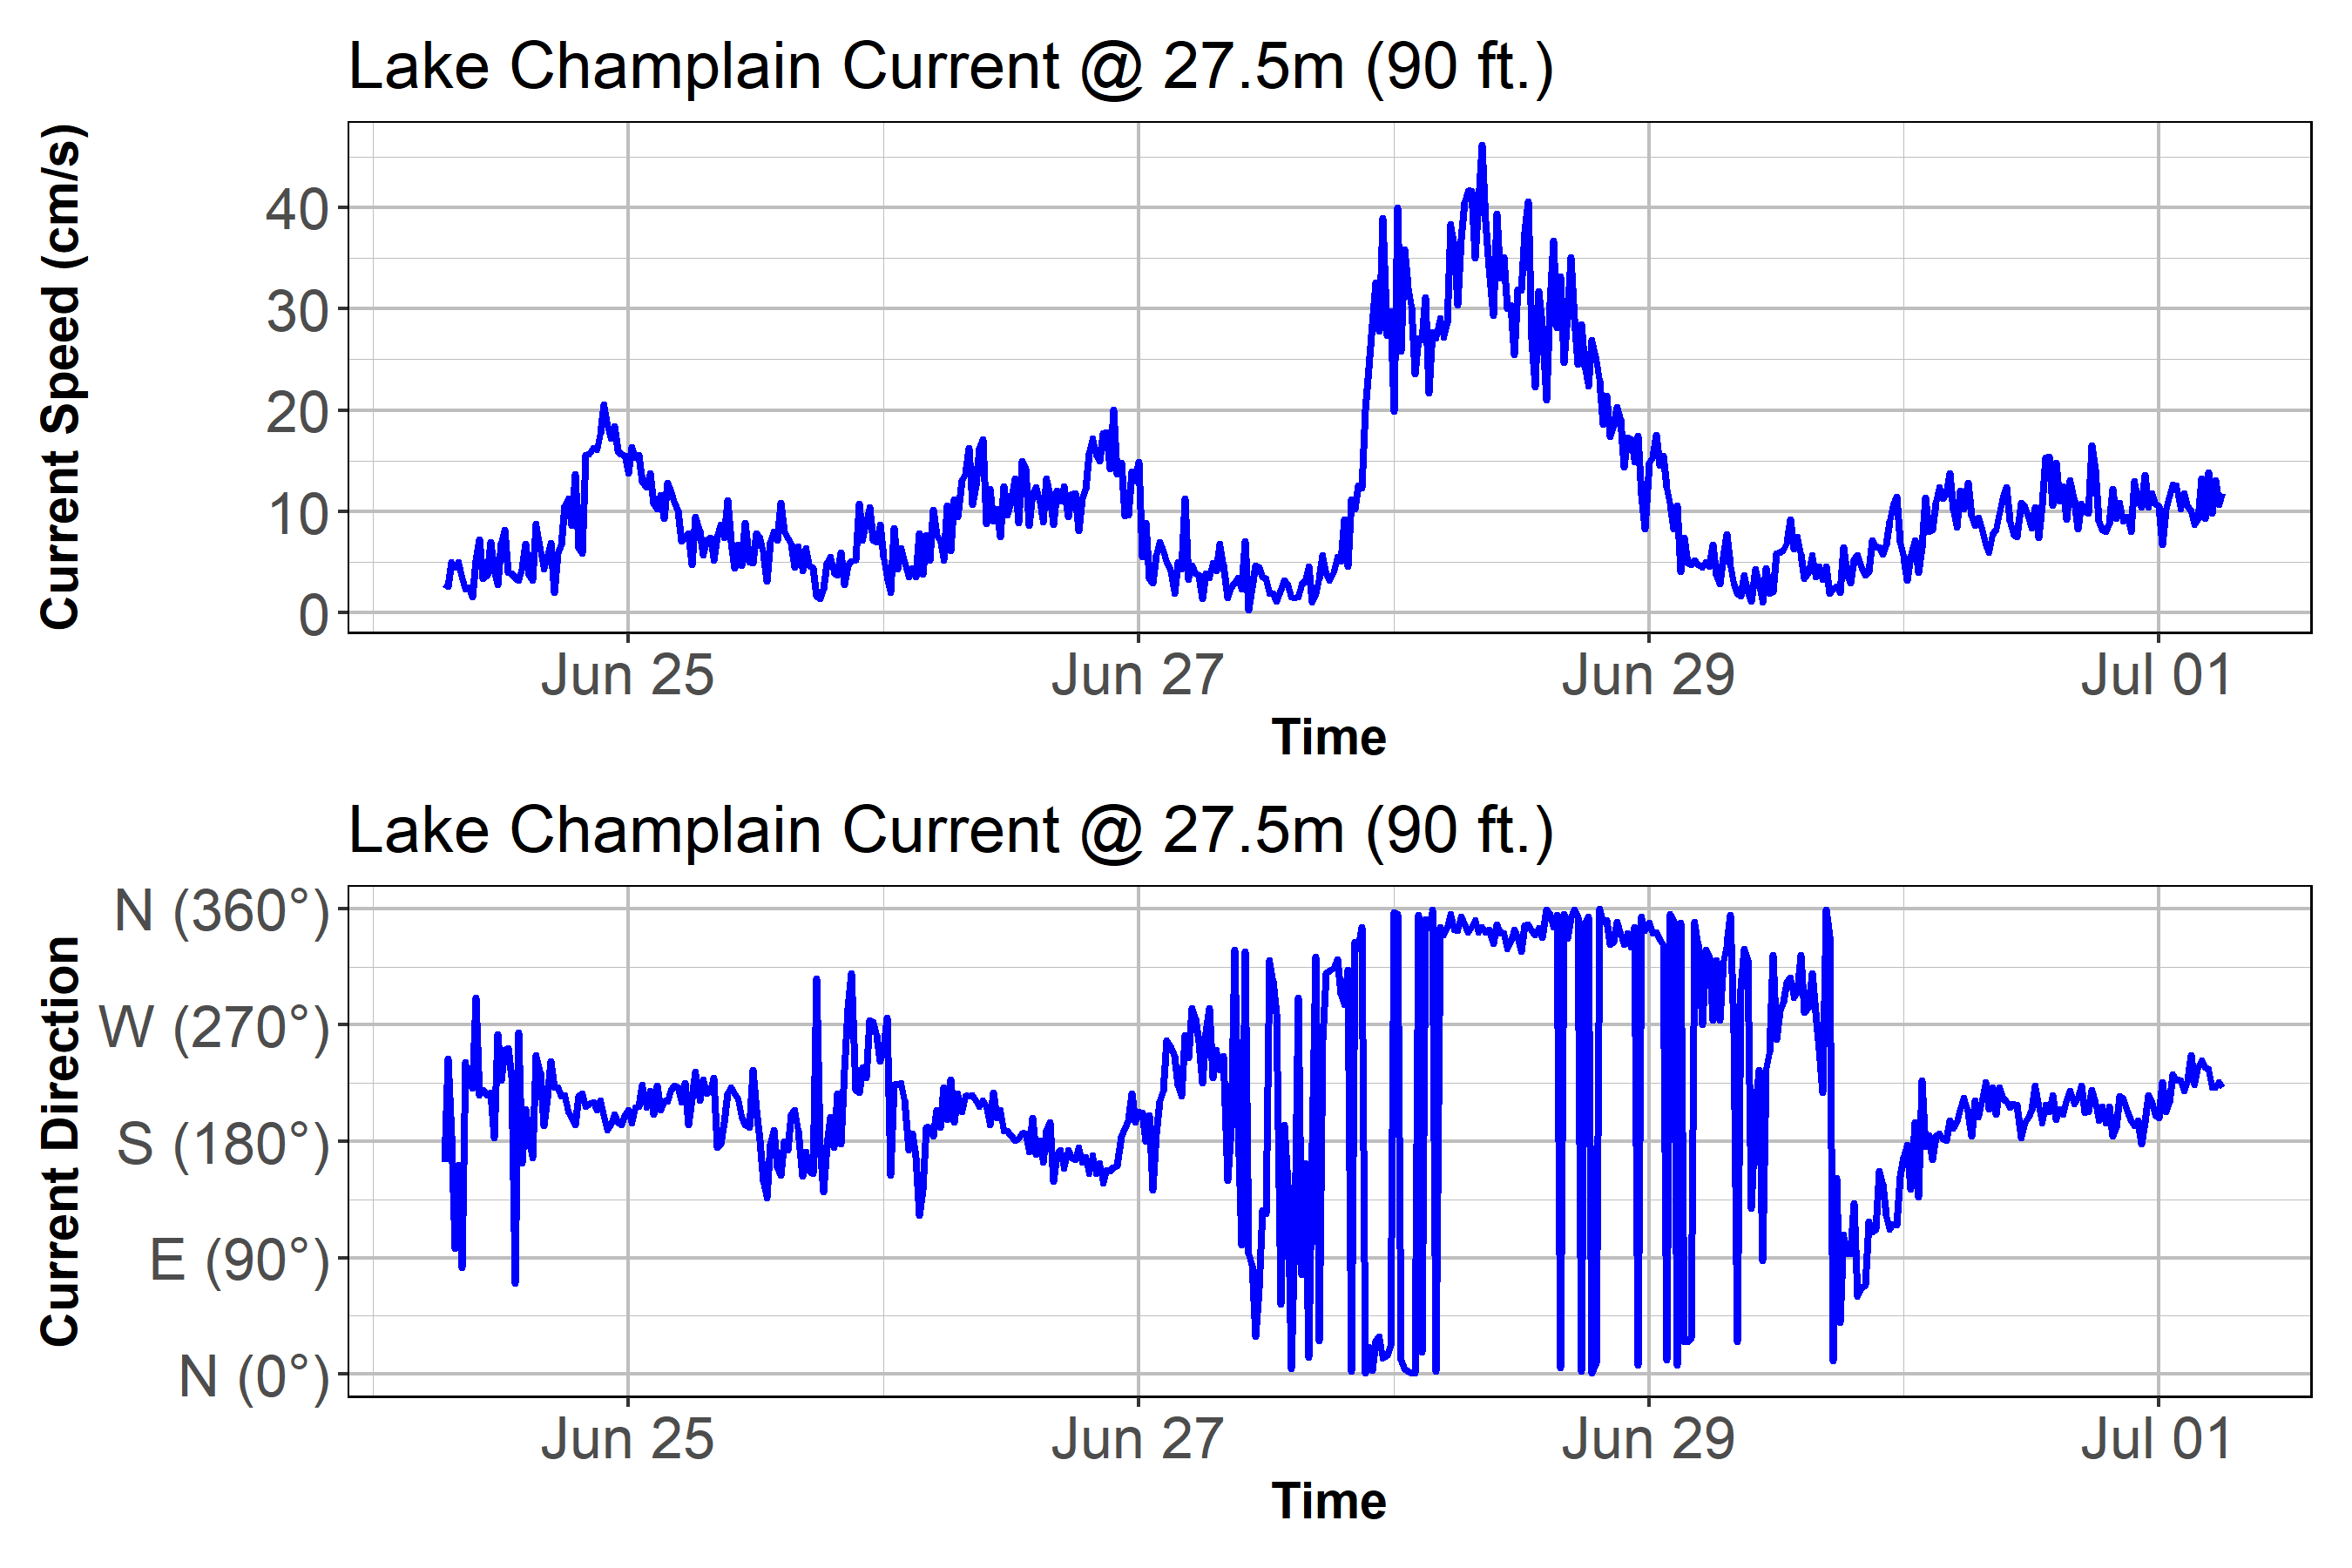 Lake Champlain Current @ 27.5m (90 ft.)
Current Speed (cm/s)
40
30
20
10
0
Jun 25 Jun 27 Jun 29 Jul 01
Time
Lake Champlain Current @ 27.5m (90 ft.)
Current Direction
N (360°)
W (270°)
S (180°)
E (90°)
N (0°)
Jun 25 Jun 27 Jun 29 Jul 01
Time